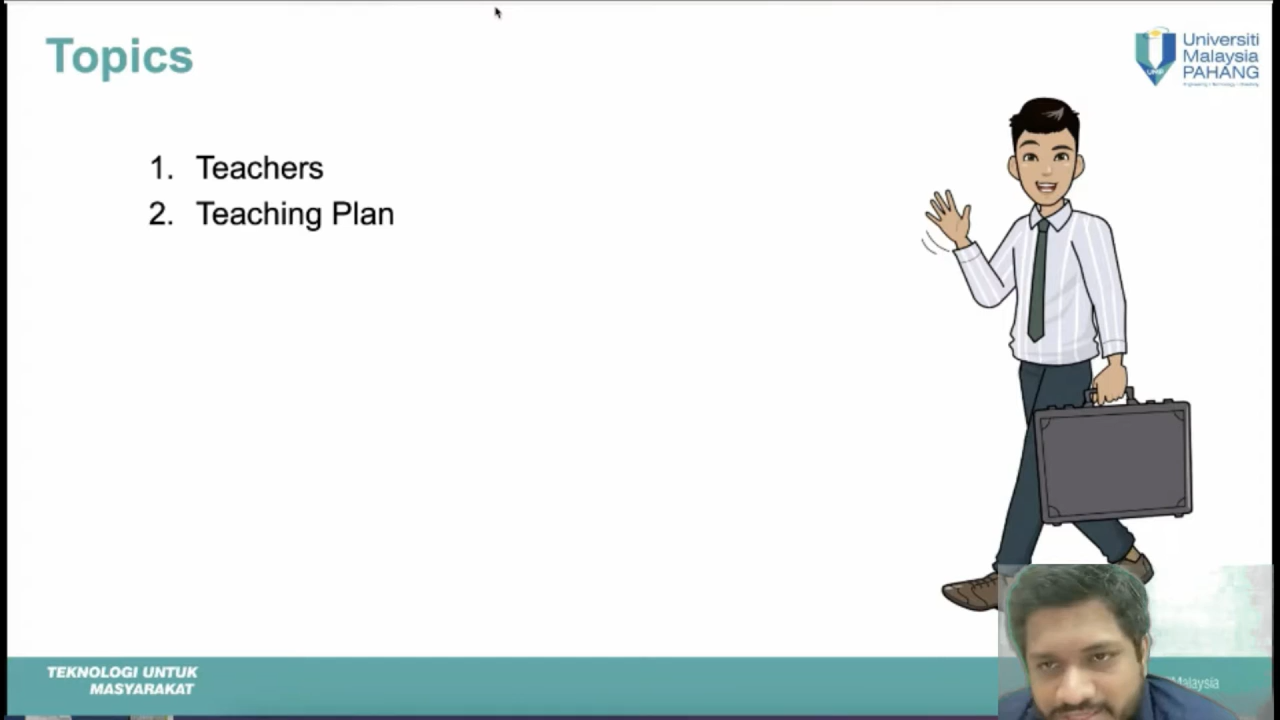 Topics
Universiti
Malaysia
PAHANG
1. Teachers
2. Teaching Plan
TEKNOLOGI UNTUK
MASYARAKAT
Malaysia